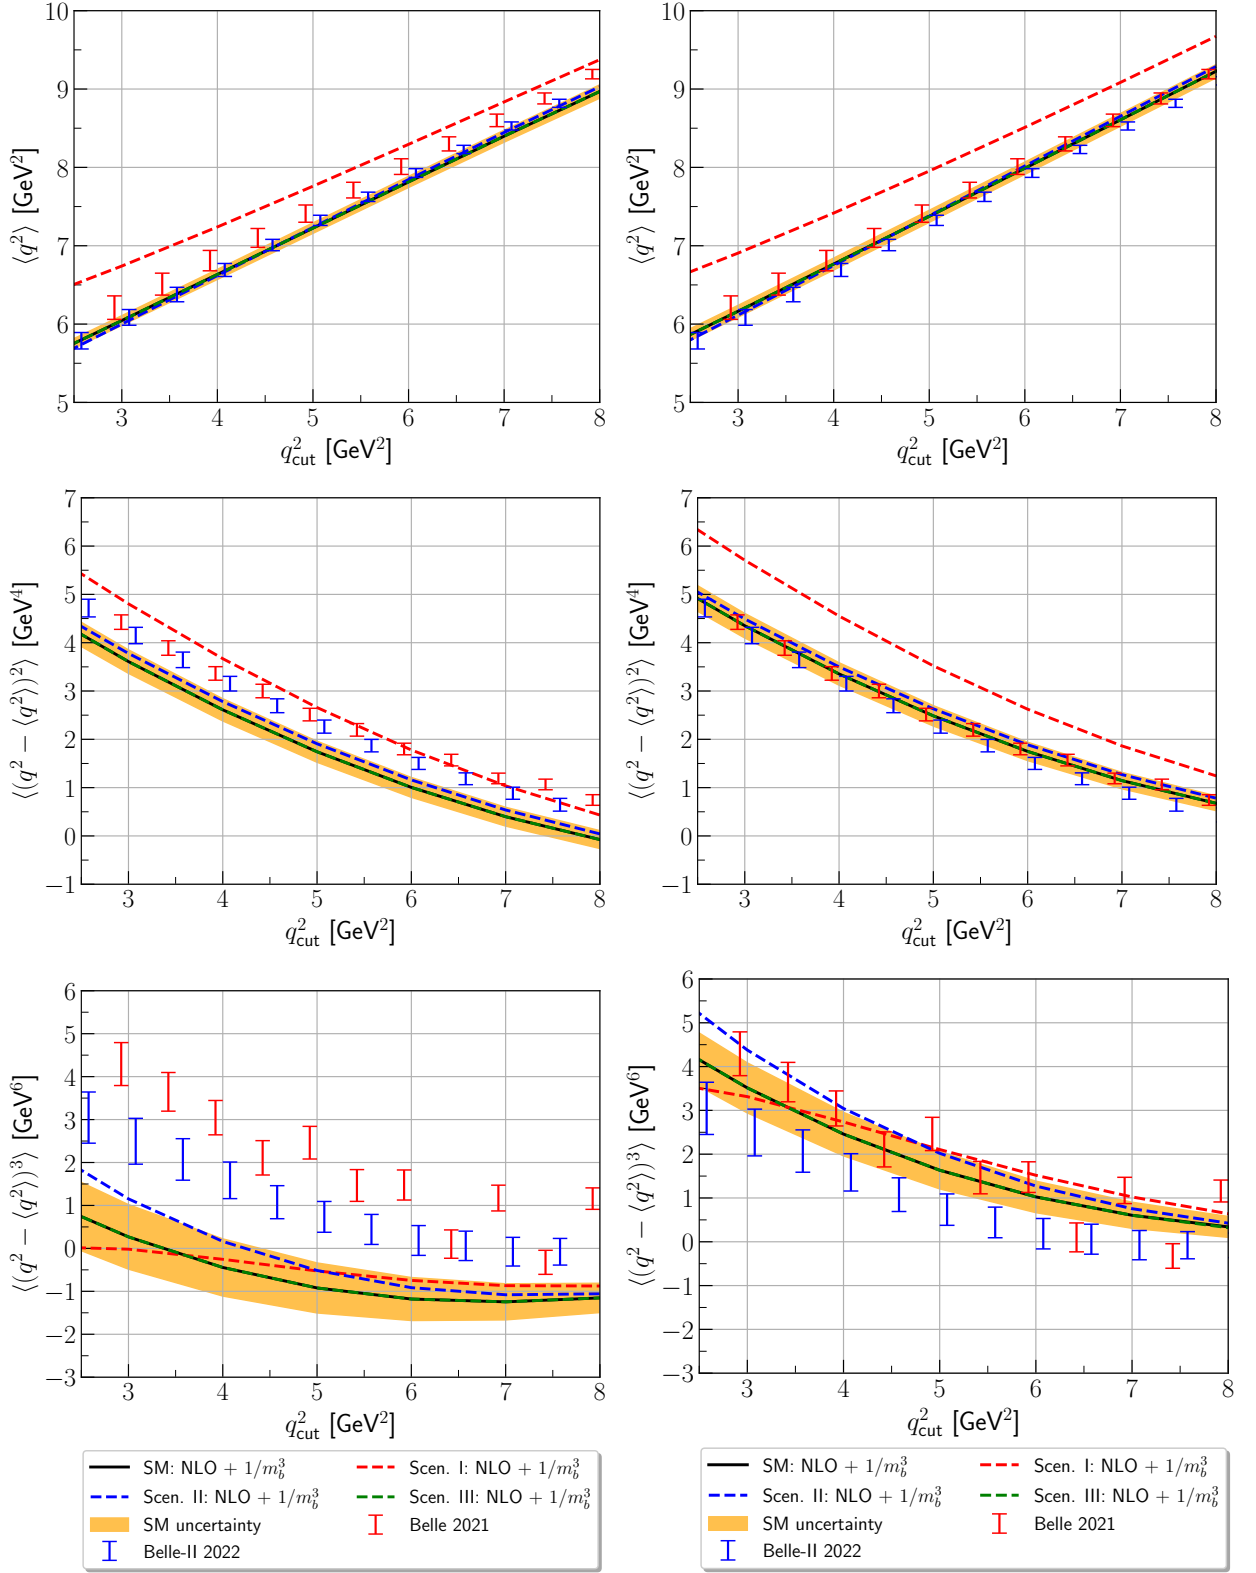 10
9
8
7
6
5
⟨q²⟩ [GeV²]
3 4 5 6 7 8
q²cut [GeV²]
10
9
8
7
6
5
⟨q²⟩ [GeV²]
3 4 5 6 7 8
q²cut [GeV²]
7
6
5
4
3
2
1
0
−1
⟨(q² − ⟨q²⟩)²⟩ [GeV⁴]
3 4 5 6 7 8
q²cut [GeV²]
7
6
5
4
3
2
1
0
−1
⟨(q² − ⟨q²⟩)²⟩ [GeV⁴]
3 4 5 6 7 8
q²cut [GeV²]
6
5
4
3
2
1
0
−1
−2
−3
⟨(q² − ⟨q²⟩)³⟩ [GeV⁶]
3 4 5 6 7 8
q²cut [GeV²]
6
5
4
3
2
1
0
−1
−2
−3
⟨(q² − ⟨q²⟩)³⟩ [GeV⁶]
3 4 5 6 7 8
q²cut [GeV²]
SM: NLO + 1/m³b
Scen. II: NLO + 1/m³b
SM uncertainty
Belle-II 2022
Scen. I: NLO + 1/m³b
Scen. III: NLO + 1/m³b
Belle 2021
SM: NLO + 1/m³b
Scen. II: NLO + 1/m³b
SM uncertainty
Belle-II 2022
Scen. I: NLO + 1/m³b
Scen. III: NLO + 1/m³b
Belle 2021